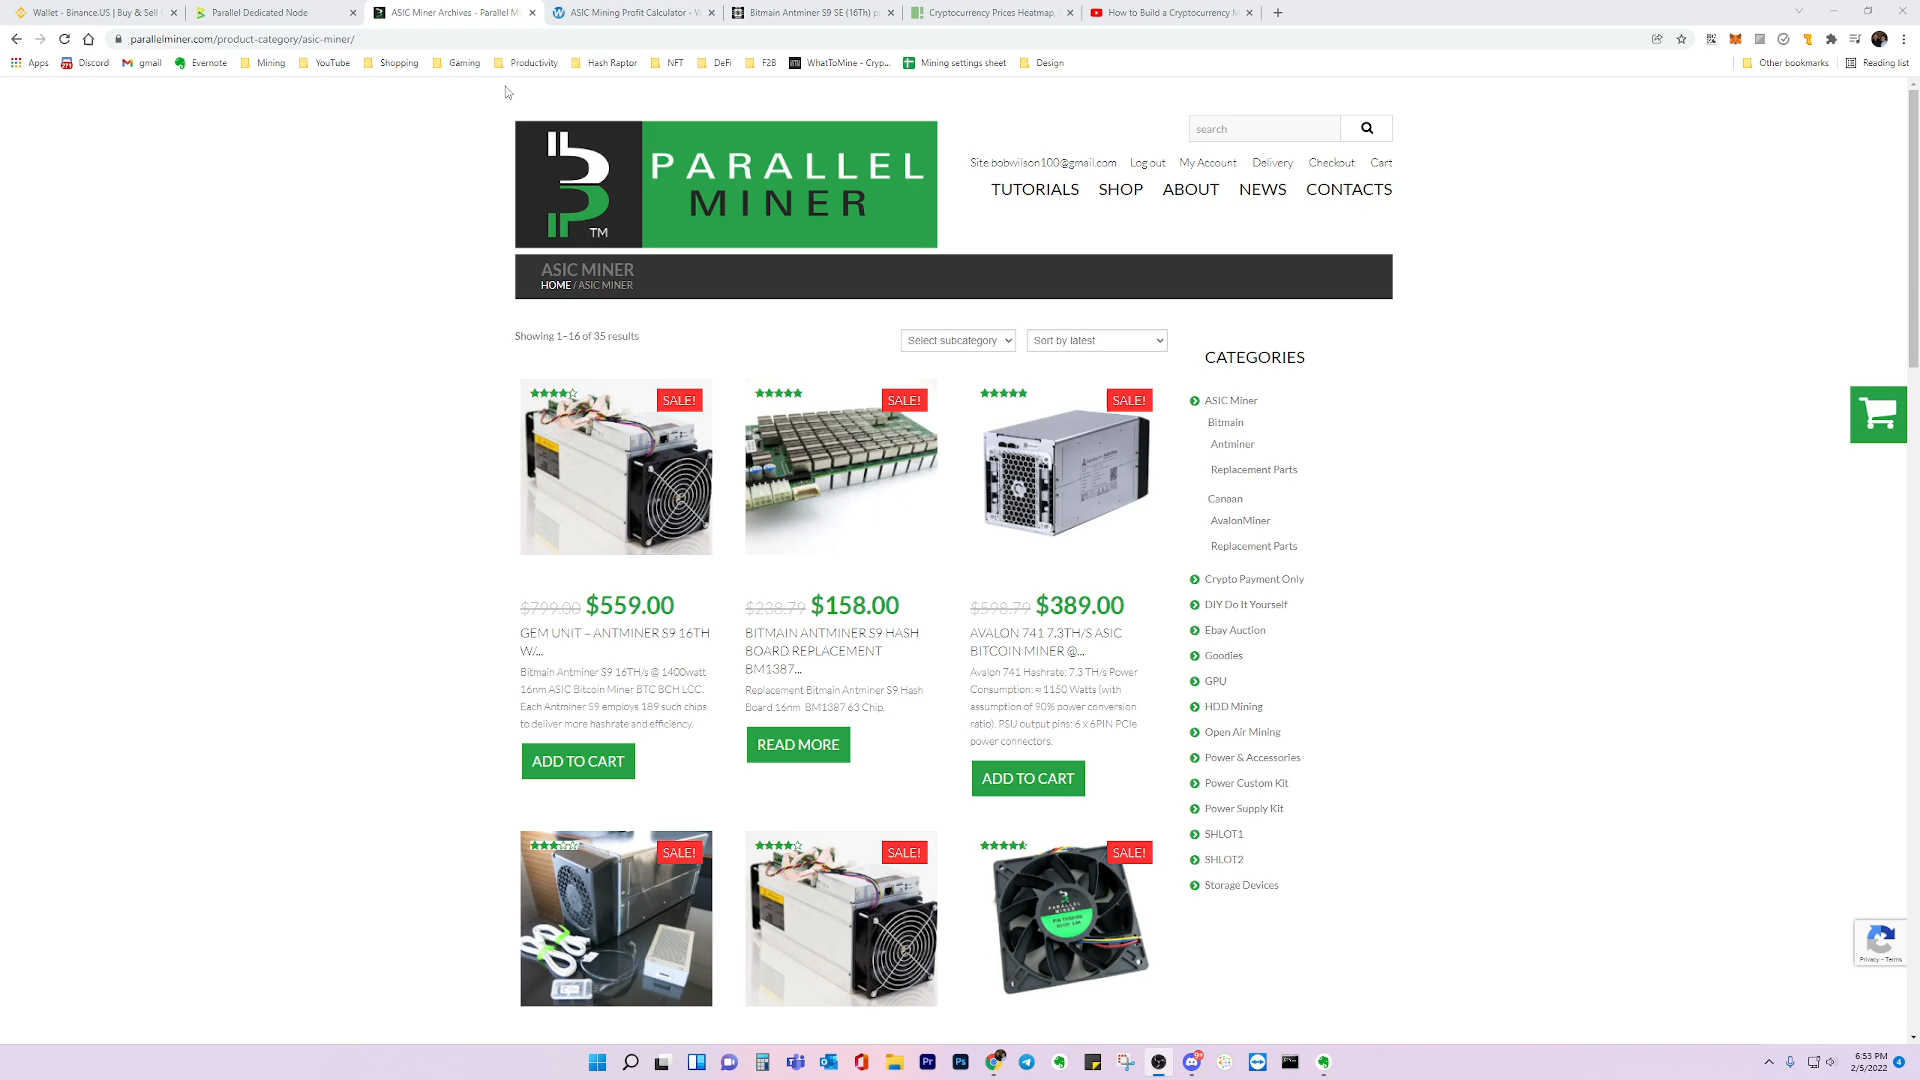 Wallet - Binance.US | Buy & Sell C
Parallel Dedicated Node
ASIC Miner Archives - Parallel Mi
ASIC Mining Profit Calculator - W
Bitmain Antminer S9 SE (16Th) p
Cryptocurrency Prices Heatmap,
How to Build a Cryptocurrency M
parallelminer.com/product-category/asic-miner/
Apps
Discord
gmail
Evernote
Mining
YouTube
Shopping
Gaming
Productivity
Hash Raptor
NFT
DeFi
F2B
WhatToMine - Cryp...
Mining settings sheet
Design
Other bookmarks
Reading list
PARALLEL
MINER
TM
search
Site bobwilson100@gmail.com Log out My Account Delivery Checkout Cart
TUTORIALS SHOP ABOUT NEWS CONTACTS
ASIC MINER
HOME / ASIC MINER
Showing 1–16 of 35 results
Select subcategory
Sort by latest
SALE!
$799.00 $559.00
GEM UNIT – ANTMINER S9 16TH
W/...
Bitmain Antminer S9 16TH/s @ 1400watt
16nm ASIC Bitcoin Miner BTC BCH LCC.
Each Antminer S9 employs 189 such chips
to deliver more hashrate and efficiency.
ADD TO CART
SALE!
$238.79 $158.00
BITMAIN ANTMINER S9 HASH
BOARD REPLACEMENT
BM1387...
Replacement Bitmain Antminer S9 Hash
Board 16nm BM1387 63 Chip.
READ MORE
SALE!
$598.79 $389.00
AVALON 741 7.3TH/S ASIC
BITCOIN MINER @...
Avalon 741 Hashrate: 7.3 TH/s Power
Consumption: ≈ 1150 Watts (with
assumption of 90% power conversion
ratio). PSU output pins: 6 x 6PIN PCIe
power connectors.
ADD TO CART
SALE!
SALE!
SALE!
PARALLEL
MINER
CATEGORIES
ASIC Miner
Bitmain
Antminer
Replacement Parts
Canaan
AvalonMiner
Replacement Parts
Crypto Payment Only
DIY Do It Yourself
Ebay Auction
Goodies
GPU
HDD Mining
Open Air Mining
Power & Accessories
Power Custom Kit
Power Supply Kit
SHLOT1
SHLOT2
Storage Devices
Privacy - Terms
6:53 PM
2/5/2022
4